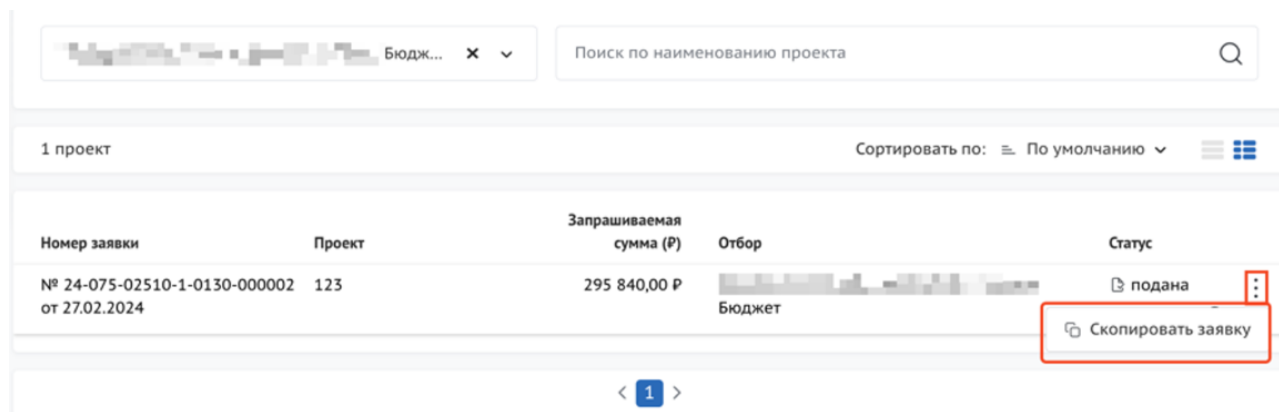 Бюдж...
Поиск по наименованию проекта
1 проект
Сортировать по: По умолчанию
Запрашиваемая
Номер заявки Проект сумма (₽) Отбор Статус
№ 24-075-02510-1-0130-000002 123 295 840,00 ₽ подана
от 27.02.2024 Бюджет
Скопировать заявку
1